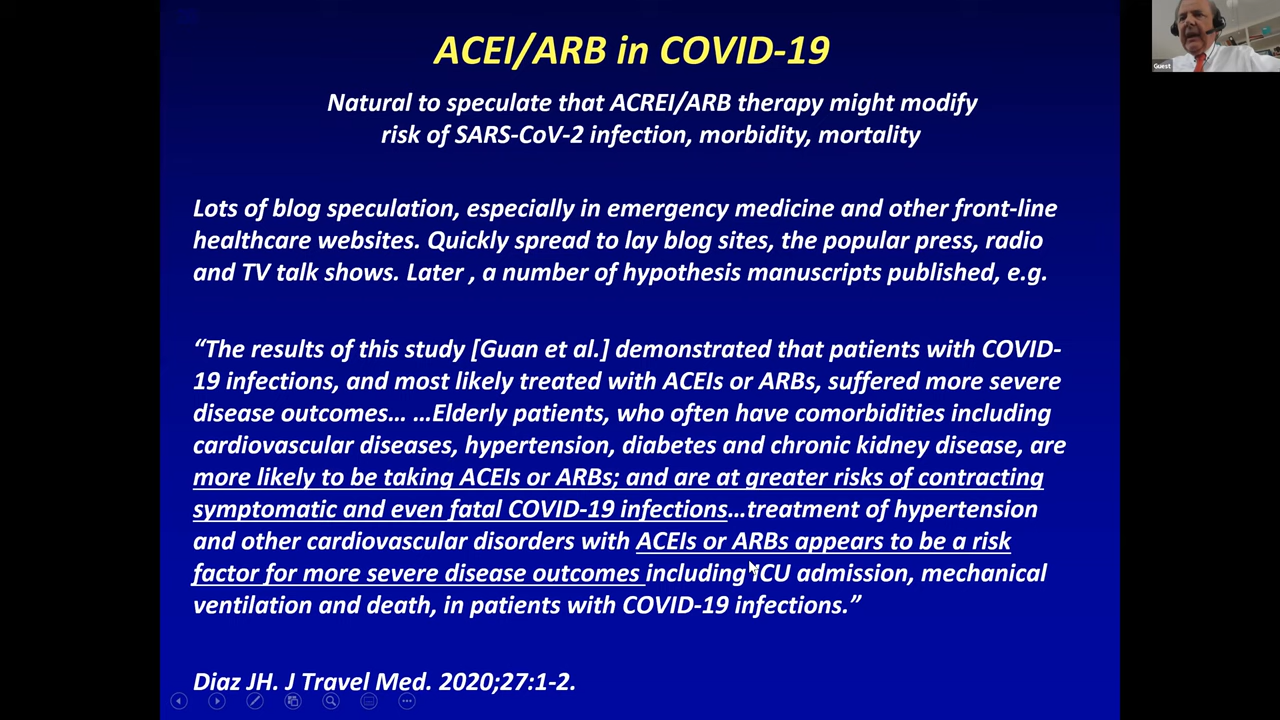 ACEI/ARB in COVID-19
Natural to speculate that ACREI/ARB therapy might modify
risk of SARS-CoV-2 infection, morbidity, mortality
Lots of blog speculation, especially in emergency medicine and other front-line
healthcare websites. Quickly spread to lay blog sites, the popular press, radio
and TV talk shows. Later , a number of hypothesis manuscripts published, e.g.
“The results of this study [Guan et al.] demonstrated that patients with COVID-
19 infections, and most likely treated with ACEIs or ARBs, suffered more severe
disease outcomes… …Elderly patients, who often have comorbidities including
cardiovascular diseases, hypertension, diabetes and chronic kidney disease, are
more likely to be taking ACEIs or ARBs; and are at greater risks of contracting
symptomatic and even fatal COVID-19 infections…treatment of hypertension
and other cardiovascular disorders with ACEIs or ARBs appears to be a risk
factor for more severe disease outcomes including ICU admission, mechanical
ventilation and death, in patients with COVID-19 infections.”
Diaz JH. J Travel Med. 2020;27:1-2.
Guest